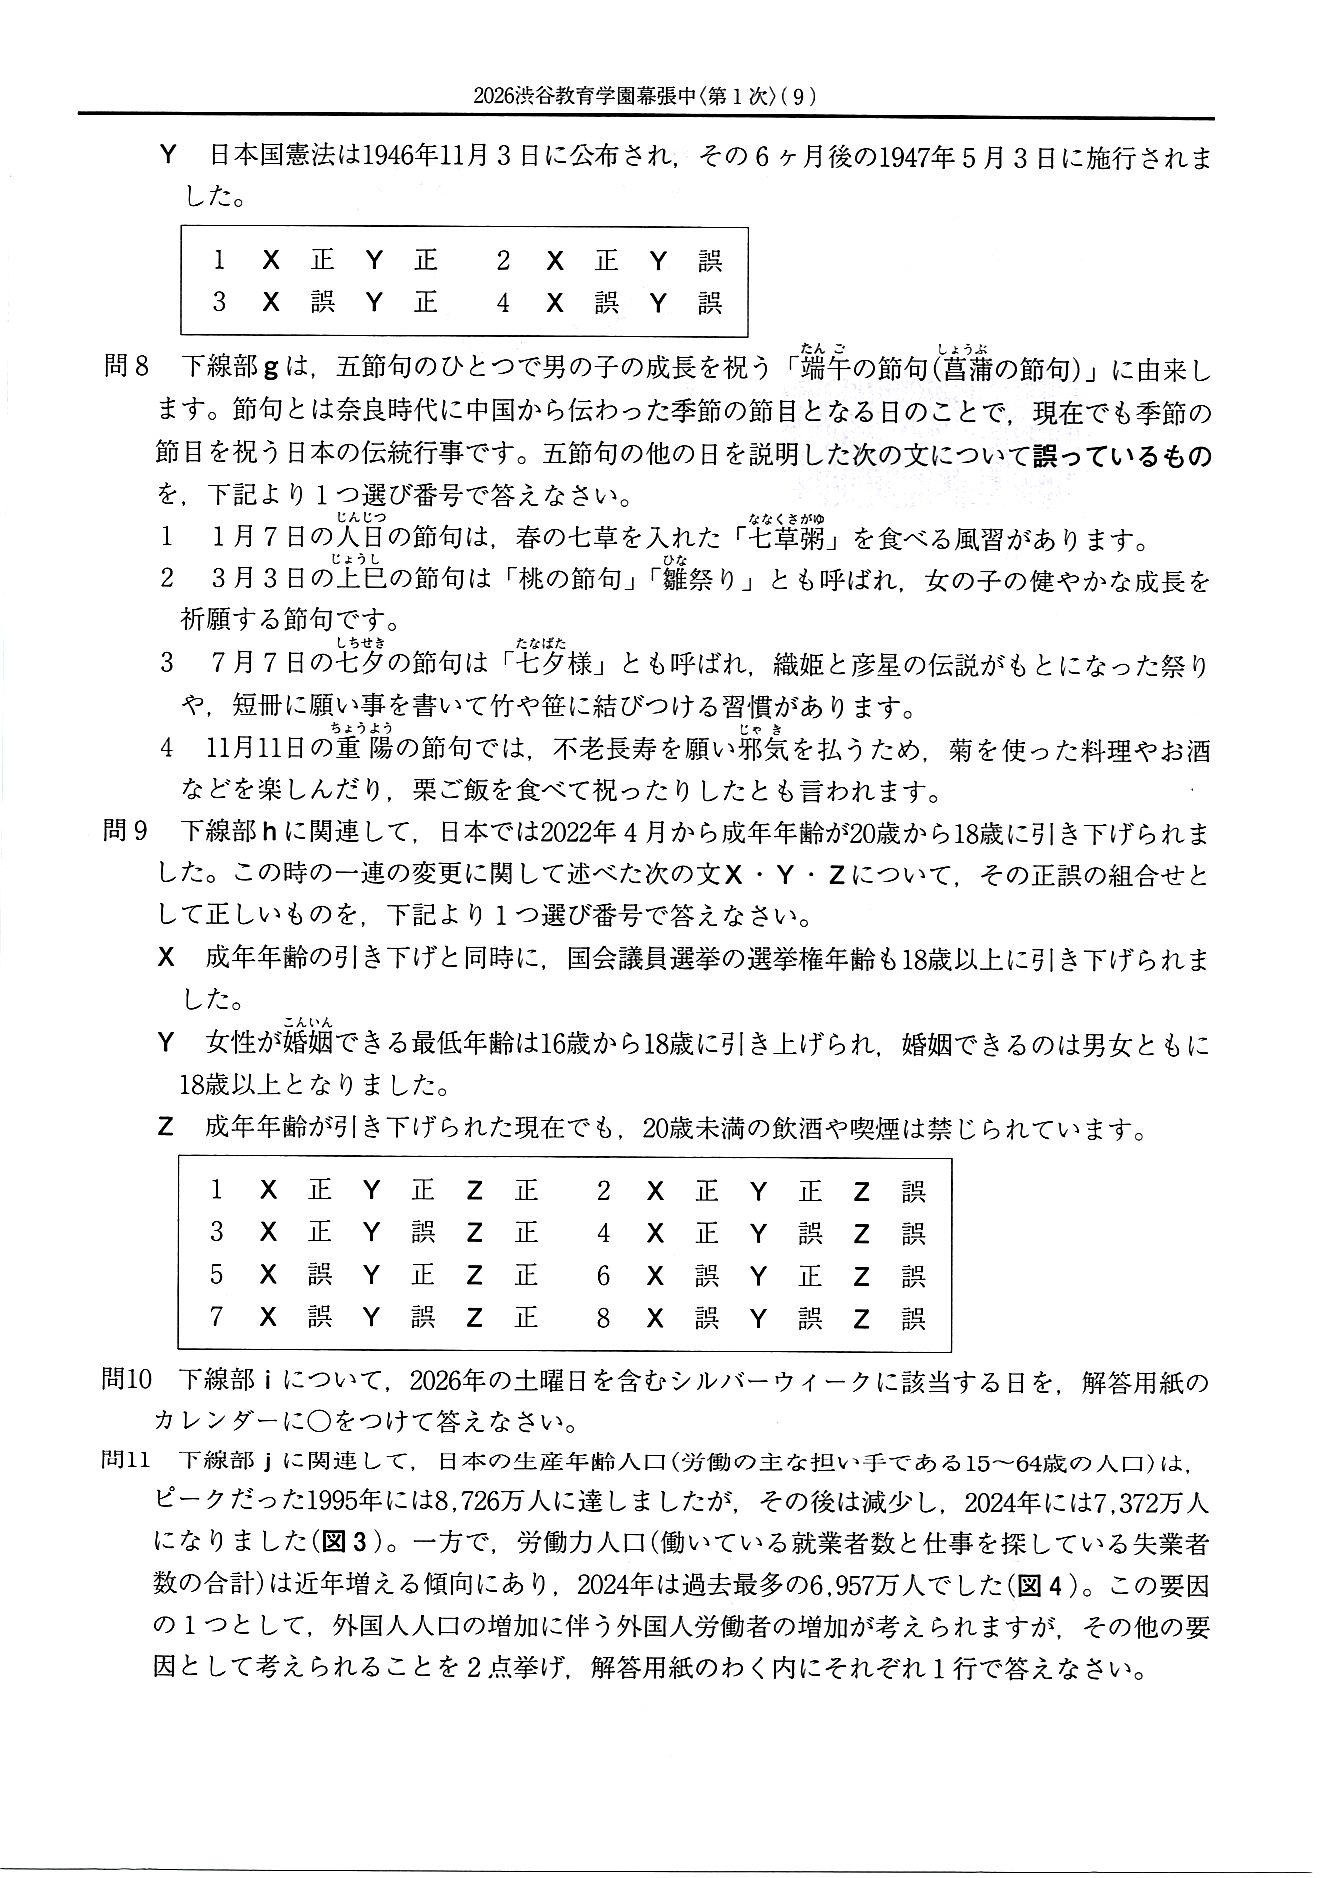 2026渋谷教育学園幕張中〈第1次〉(9)
Y 日本国憲法は1946年11月3日に公布され，その6ヶ月後の1947年5月3日に施行されま
した。
1 X 正 Y 正 2 X 正 Y 誤
3 X 誤 Y 正 4 X 誤 Y 誤
たんご しょうぶ
問8 下線部gは，五節句のひとつで男の子の成長を祝う「端午の節句(菖蒲の節句)」に由来し
ます。節句とは奈良時代に中国から伝わった季節の節目となる日のことで，現在でも季節の
節目を祝う日本の伝統行事です。五節句の他の日を説明した次の文について誤っているもの
を，下記より1つ選び番号で答えなさい。
じんじつ ななくさがゆ
1 1月7日の人日の節句は，春の七草を入れた「七草粥」を食べる風習があります。
じょうし ひな
2 3月3日の上巳の節句は「桃の節句」「雛祭り」とも呼ばれ，女の子の健やかな成長を
祈願する節句です。
しちせき たなばた
3 7月7日の七夕の節句は「七夕様」とも呼ばれ，織姫と彦星の伝説がもとになった祭り
や，短冊に願い事を書いて竹や笹に結びつける習慣があります。
ちょうよう じゃき
4 11月11日の重陽の節句では，不老長寿を願い邪気を払うため，菊を使った料理やお酒
などを楽しんだり，栗ご飯を食べて祝ったりしたとも言われます。
問9 下線部hに関連して，日本では2022年4月から成年年齢が20歳から18歳に引き下げられま
した。この時の一連の変更に関して述べた次の文X・Y・Zについて，その正誤の組合せと
して正しいものを，下記より1つ選び番号で答えなさい。
X 成年年齢の引き下げと同時に，国会議員選挙の選挙権年齢も18歳以上に引き下げられま
した。
こんいん
Y 女性が婚姻できる最低年齢は16歳から18歳に引き上げられ，婚姻できるのは男女ともに
18歳以上となりました。
Z 成年年齢が引き下げられた現在でも，20歳未満の飲酒や喫煙は禁じられています。
1 X 正 Y 正 Z 正 2 X 正 Y 正 Z 誤
3 X 正 Y 誤 Z 正 4 X 正 Y 誤 Z 誤
5 X 誤 Y 正 Z 正 6 X 誤 Y 正 Z 誤
7 X 誤 Y 誤 Z 正 8 X 誤 Y 誤 Z 誤
問10 下線部iについて，2026年の土曜日を含むシルバーウィークに該当する日を，解答用紙の
カレンダーに○をつけて答えなさい。
問11 下線部jに関連して，日本の生産年齢人口(労働の主な担い手である15～64歳の人口)は，
ピークだった1995年には8,726万人に達しましたが，その後は減少し，2024年には7,372万人
になりました(図3)。一方で，労働力人口(働いている就業者数と仕事を探している失業者
数の合計)は近年増える傾向にあり，2024年は過去最多の6,957万人でした(図4)。この要因
の1つとして，外国人人口の増加に伴う外国人労働者の増加が考えられますが，その他の要
因として考えられることを2点挙げ，解答用紙のわく内にそれぞれ1行で答えなさい。